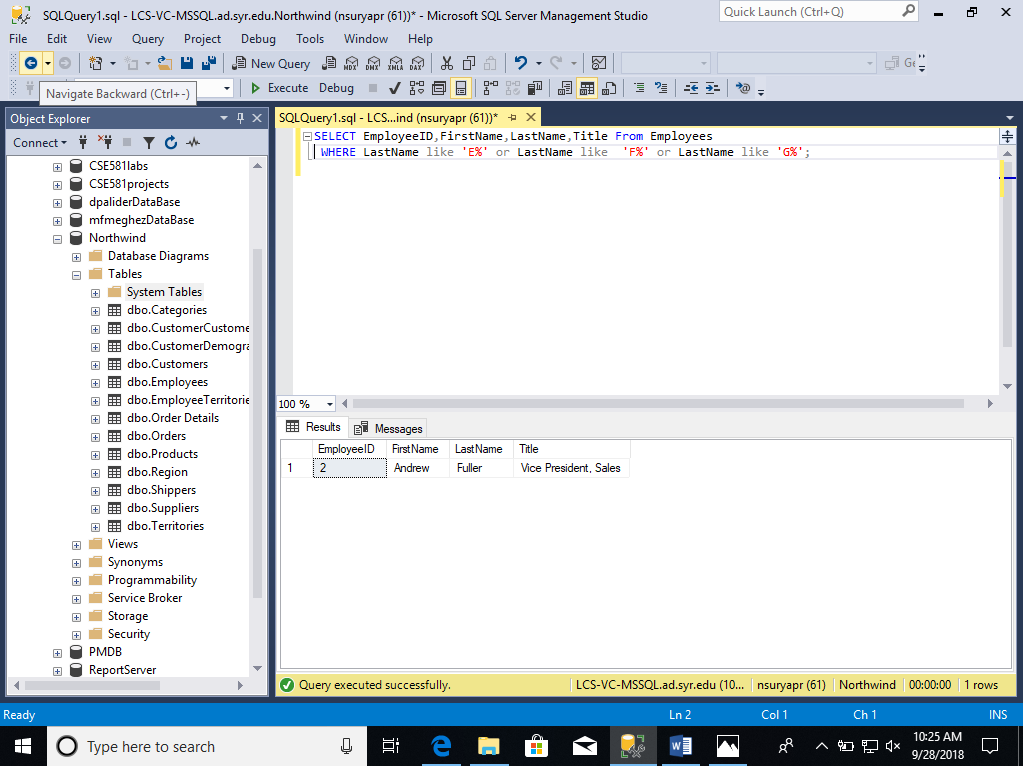 SQLQuery1.sql - LCS-VC-MSSQL.ad.syr.edu.Northwind (nsuryapr (61))* - Microsoft SQL Server Management Studio
Quick Launch (Ctrl+Q)
File Edit View Query Project Debug Tools Window Help
New Query MDX DMX XMLA DAX
Execute Debug
Navigate Backward (Ctrl+-)
Object Explorer
Connect
CSE581labs
CSE581projects
dpaliderDataBase
mfmeghezDataBase
Northwind
Database Diagrams
Tables
System Tables
dbo.Categories
dbo.CustomerCustome
dbo.CustomerDemogra
dbo.Customers
dbo.Employees
dbo.EmployeeTerritorie
dbo.Order Details
dbo.Orders
dbo.Products
dbo.Region
dbo.Shippers
dbo.Suppliers
dbo.Territories
Views
Synonyms
Programmability
Service Broker
Storage
Security
PMDB
ReportServer
SQLQuery1.sql - LCS...ind (nsuryapr (61))*
SELECT EmployeeID,FirstName,LastName,Title From Employees
WHERE LastName like 'E%' or LastName like 'F%' or LastName like 'G%';
100 %
Results Messages
EmployeeID FirstName LastName Title
1 2 Andrew Fuller Vice President, Sales
Query executed successfully. LCS-VC-MSSQL.ad.syr.edu (10... nsuryapr (61) Northwind 00:00:00 1 rows
Ready Ln 2 Col 1 Ch 1 INS
Type here to search
10:25 AM
9/28/2018